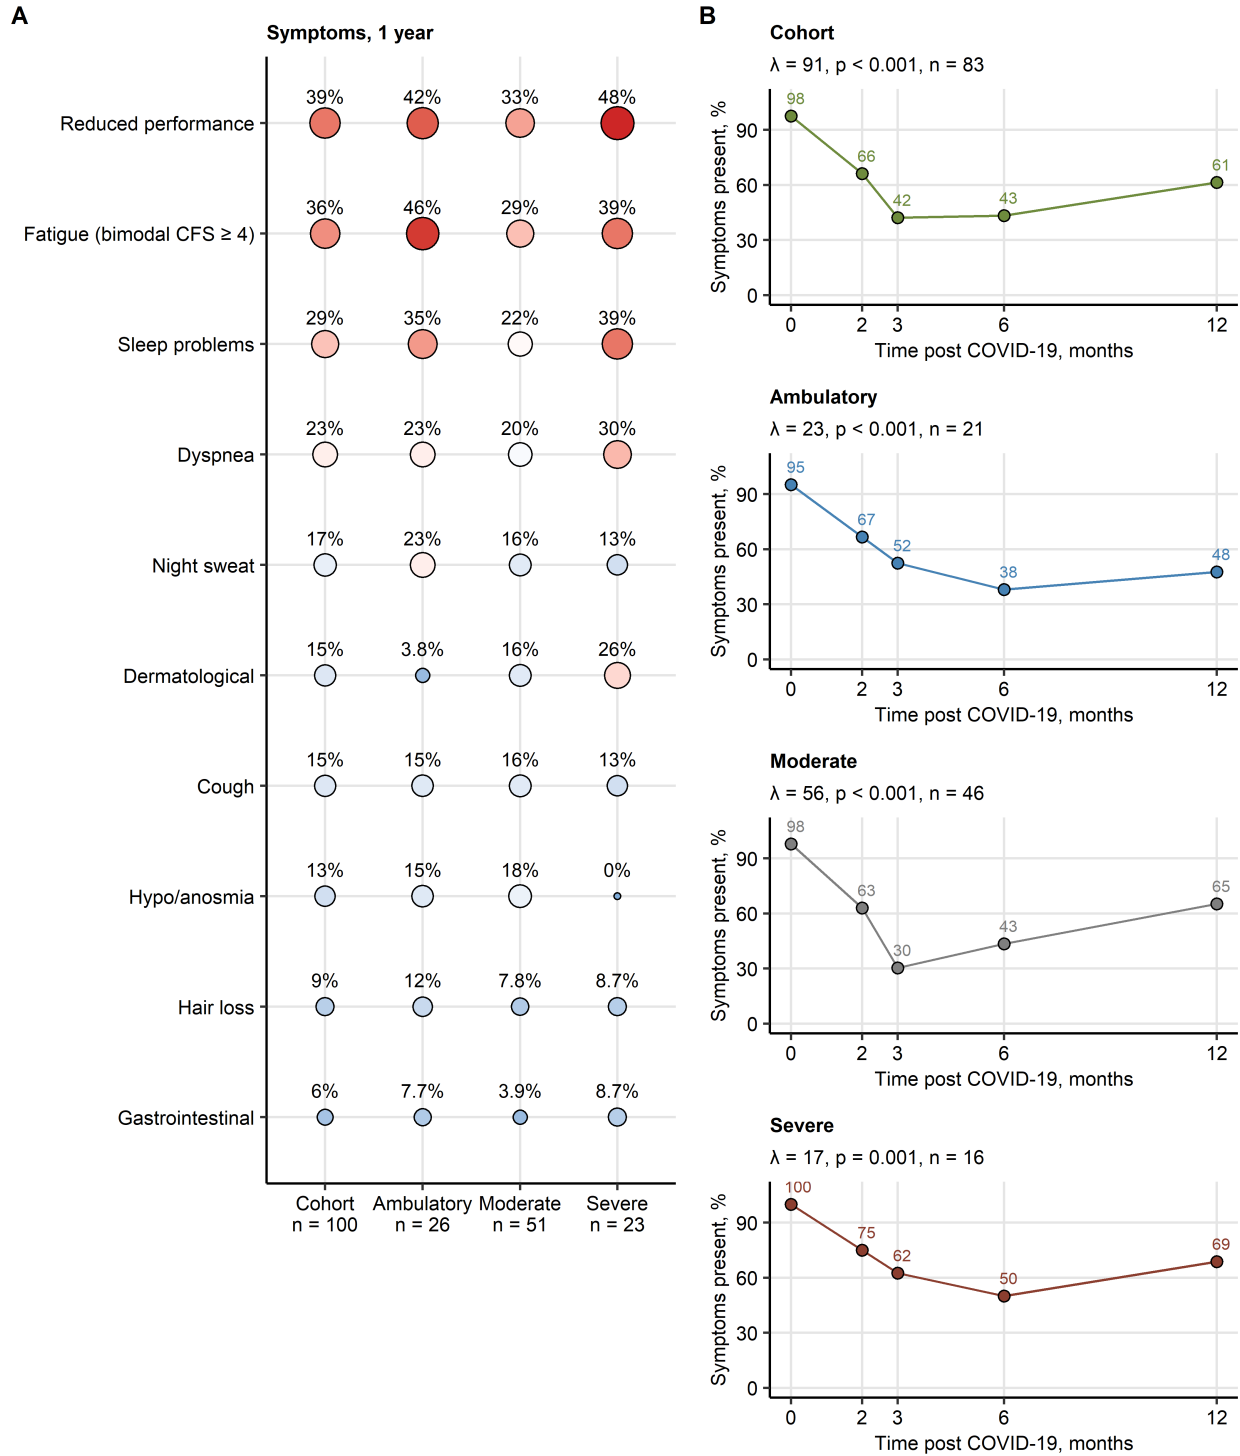 A
Symptoms, 1 year
39% 42% 33% 48%
Reduced performance
36% 46% 29% 39%
Fatigue (bimodal CFS ≥ 4)
29% 35% 22% 39%
Sleep problems
23% 23% 20% 30%
Dyspnea
17% 23% 16% 13%
Night sweat
15% 3.8% 16% 26%
Dermatological
15% 15% 16% 13%
Cough
13% 15% 18% 0%
Hypo/anosmia
9% 12% 7.8% 8.7%
Hair loss
6% 7.7% 3.9% 8.7%
Gastrointestinal
Cohort Ambulatory Moderate Severe
n = 100 n = 26 n = 51 n = 23
B
Cohort
λ = 91, p < 0.001, n = 83
Symptoms present, %
98
90
66
61
60
42
43
30
0
0 2 3 6 12
Time post COVID-19, months
Ambulatory
λ = 23, p < 0.001, n = 21
Symptoms present, %
95
90
67
60
52
48
38
30
0
0 2 3 6 12
Time post COVID-19, months
Moderate
λ = 56, p < 0.001, n = 46
Symptoms present, %
98
90
63
65
60
43
30
30
0
0 2 3 6 12
Time post COVID-19, months
Severe
λ = 17, p = 0.001, n = 16
Symptoms present, %
100
90
75
69
62
60
50
30
0
0 2 3 6 12
Time post COVID-19, months